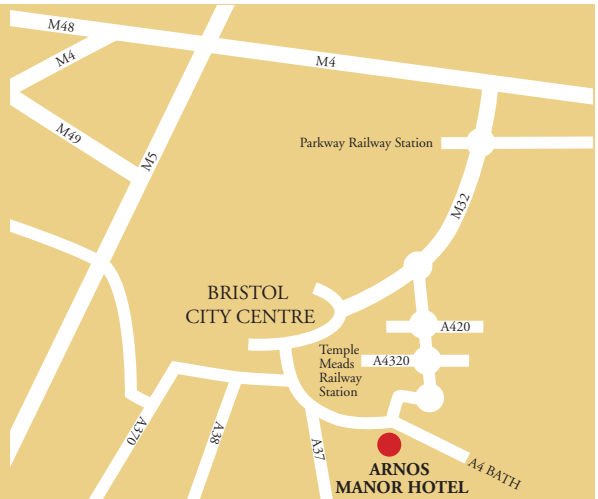 M48
M4
M4
M49
M5
Parkway Railway Station
M32
BRISTOL
CITY CENTRE
A420
Temple
Meads
Railway
Station
A4320
A370
A38
A37
A4 BATH
ARNOS
MANOR HOTEL